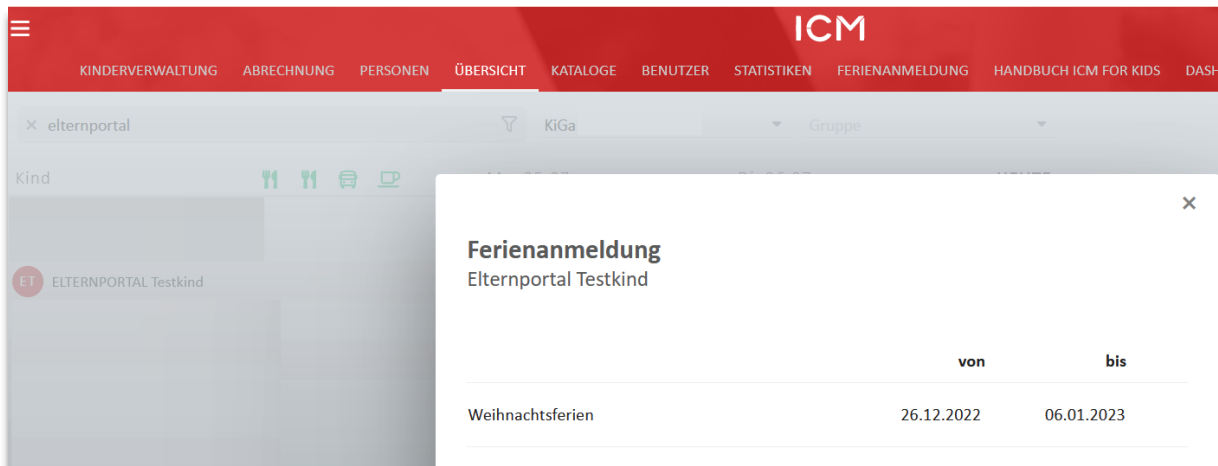 ICM
KINDERVERWALTUNG ABRECHNUNG PERSONEN ÜBERSICHT KATALOGE BENUTZER STATISTIKEN FERIENANMELDUNG HANDBUCH ICM FOR KIDS DASH
× elternportal KiGa Gruppe
Kind
×
Ferienanmeldung
Elternportal Testkind
ET ELTERNPORTAL Testkind
von bis
Weihnachtsferien 26.12.2022 06.01.2023